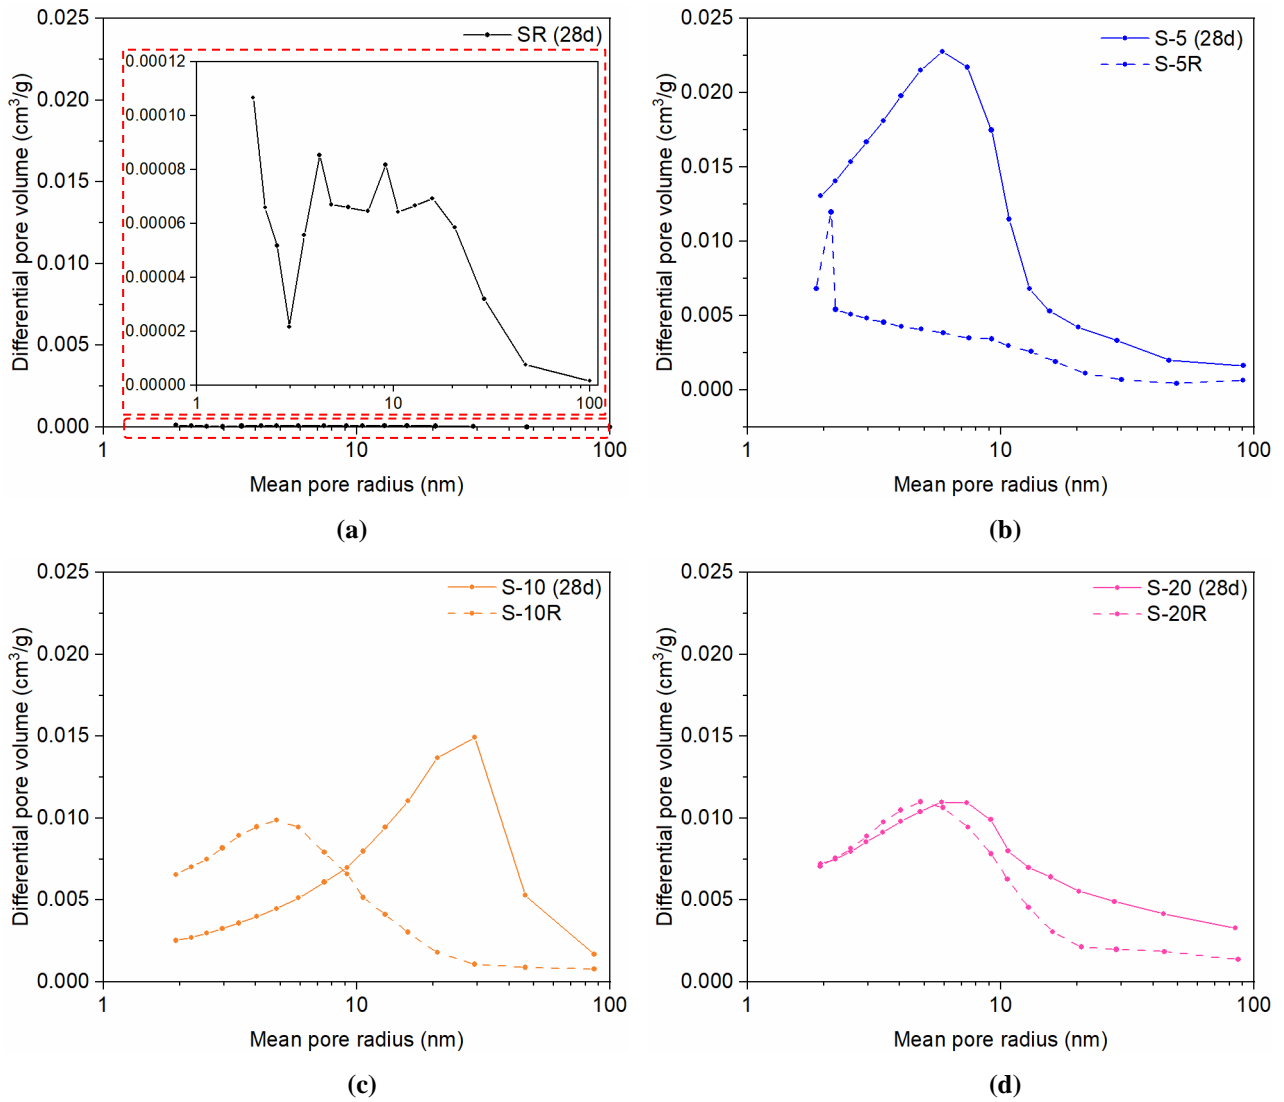 0.025
0.020
0.015
0.010
0.005
0.000
Differential pore volume (cm³/g)
SR (28d)
0.00012
0.00010
0.00008
0.00006
0.00004
0.00002
0.00000
1 10 100
1 10 100
Mean pore radius (nm)
(a)
0.025
0.020
0.015
0.010
0.005
0.000
Differential pore volume (cm³/g)
S-5 (28d)
S-5R
1 10 100
Mean pore radius (nm)
(b)
0.025
0.020
0.015
0.010
0.005
0.000
Differential pore volume (cm³/g)
S-10 (28d)
S-10R
1 10 100
Mean pore radius (nm)
(c)
0.025
0.020
0.015
0.010
0.005
0.000
Differential pore volume (cm³/g)
S-20 (28d)
S-20R
1 10 100
Mean pore radius (nm)
(d)